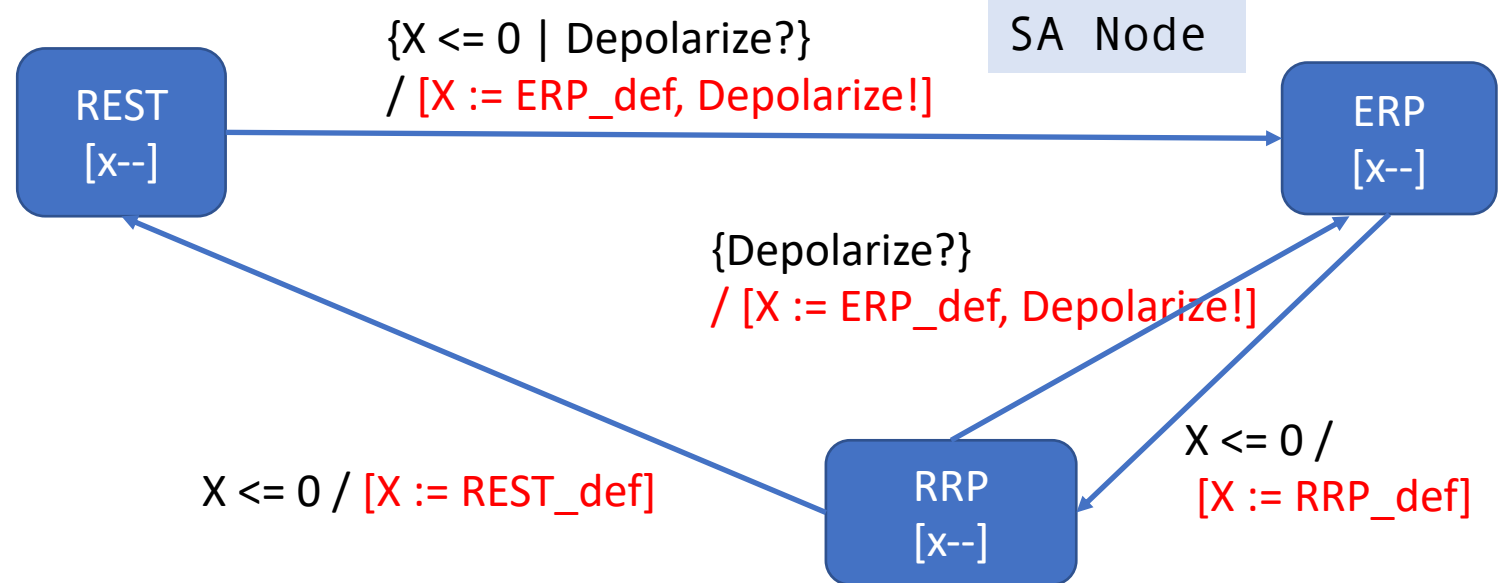 SA Node
{X <= 0 | Depolarize?}
/ [X := ERP_def, Depolarize!]
REST
[x--]
ERP
[x--]
{Depolarize?}
/ [X := ERP_def, Depolarize!]
X <= 0 /
[X := RRP_def]
X <= 0 / [X := REST_def]
RRP
[x--]